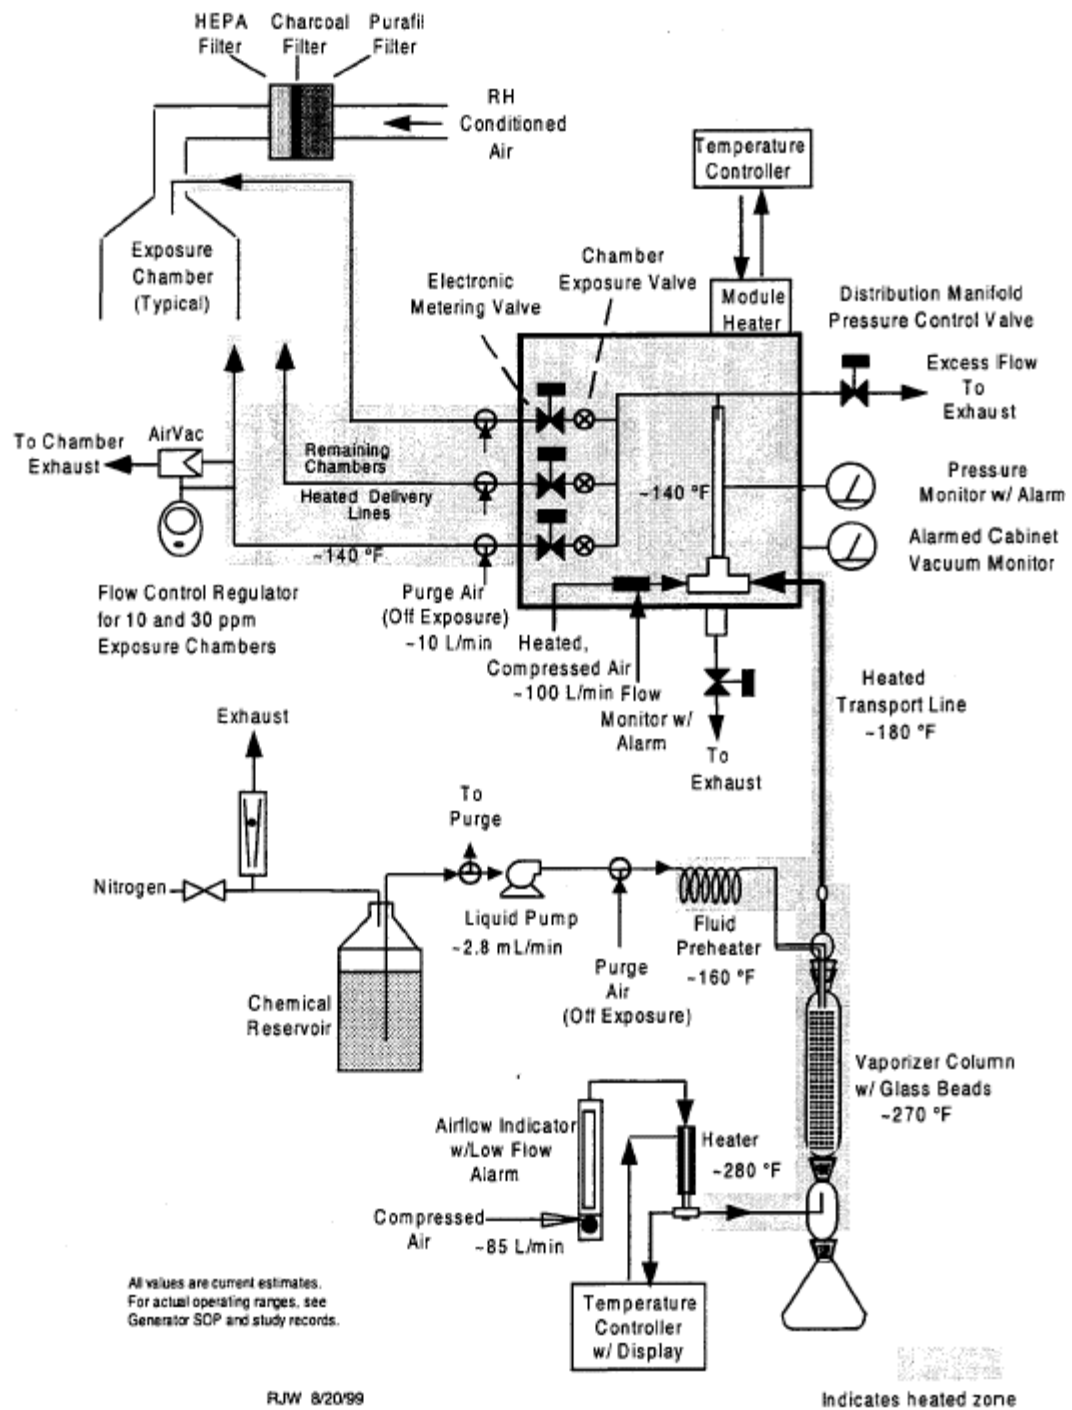 HEPA Filter
Charcoal Filter
Purafil Filter
RH
Conditioned
Air
Temperature
Controller
Exposure
Chamber
(Typical)
Electronic
Metering Valve
Chamber
Exposure Valve
Module
Heater
Distribution Manifold
Pressure Control Valve
Excess Flow
To
Exhaust
To Chamber
Exhaust
AirVac
Remaining
Chambers
Heated Delivery
Lines
~140 °F
~140 °F
Pressure
Monitor w/ Alarm
Alarmed Cabinet
Vacuum Monitor
Flow Control Regulator
for 10 and 30 ppm
Exposure Chambers
Purge Air
(Off Exposure)
~10 L/min
Heated,
Compressed Air
~100 L/min
Flow
Monitor w/
Alarm
To
Exhaust
Heated
Transport Line
~180 °F
Exhaust
Nitrogen
To
Purge
Liquid Pump
~2.8 mL/min
Purge
Air
(Off Exposure)
Fluid
Preheater
~160 °F
Chemical
Reservoir
Vaporizer Column
w/ Glass Beads
~270 °F
Airflow Indicator
w/Low Flow
Alarm
Heater
~280 °F
Compressed
Air
~85 L/min
Temperature
Controller
w/ Display
All values are current estimates.
For actual operating ranges, see
Generator SOP and study records.
RJW 8/20/99
Indicates heated zone